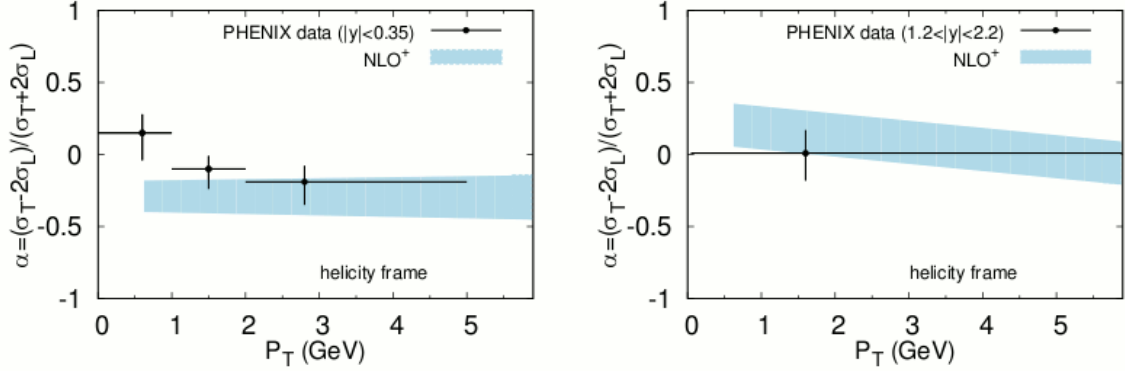 PHENIX data (|y|<0.35)
NLO+
1
0.5
0
-0.5
-1
α=(σT-2σL)/(σT+2σL)
helicity frame
0 1 2 3 4 5
PT (GeV)
PHENIX data (1.2<|y|<2.2)
NLO+
1
0.5
0
-0.5
-1
α=(σT-2σL)/(σT+2σL)
helicity frame
0 1 2 3 4 5
PT (GeV)